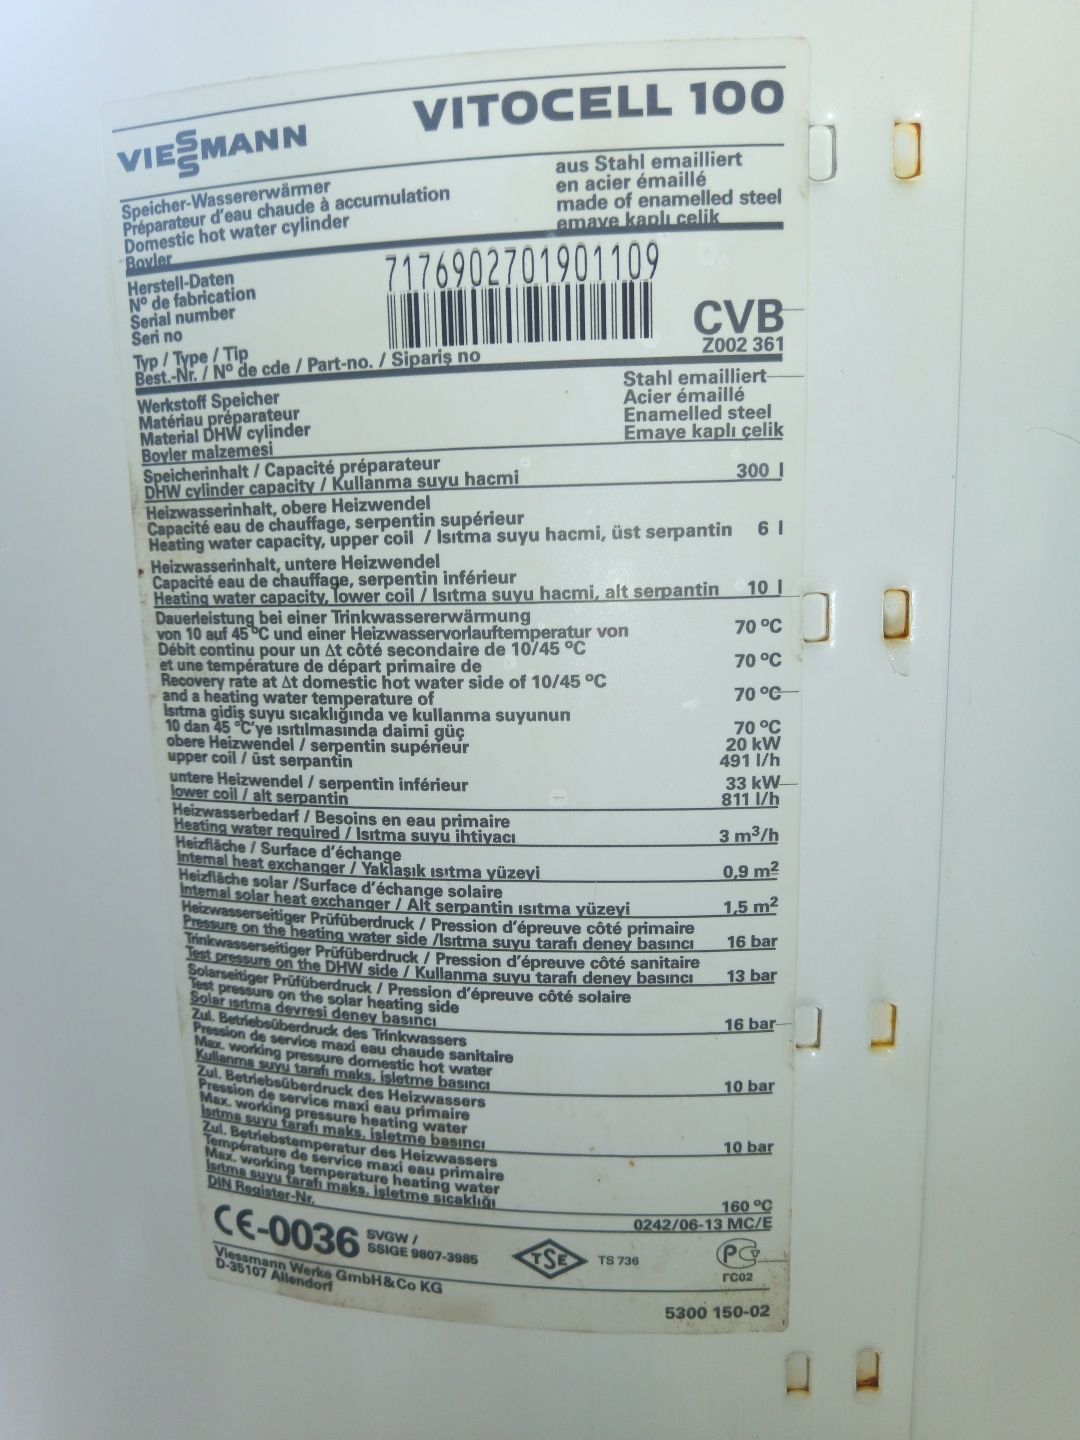 VIESSMANN
VITOCELL 100
Speicher-Wassererwärmer
Préparateur d'eau chaude à accumulation
Domestic hot water cylinder
Boyler
aus Stahl emailliert
en acier émaillé
made of enamelled steel
emaye kaplı çelik
Herstell-Daten
Nº de fabrication
Serial number
Seri no
7176902701901109
Typ / Type / Tip
CVB
Best.-Nr. / Nº de cde / Part-no. / Sipariş no
Z002 361
Werkstoff Speicher
Matériau préparateur
Material DHW cylinder
Boyler malzemesi
Stahl emailliert
Acier émaillé
Enamelled steel
Emaye kaplı çelik
Speicherinhalt / Capacité préparateur
DHW cylinder capacity / Kullanma suyu hacmi 300 l
Heizwasserinhalt, obere Heizwendel
Capacité eau de chauffage, serpentin supérieur
Heating water capacity, upper coil / Isıtma suyu hacmi, üst serpantin 6 l
Heizwasserinhalt, untere Heizwendel
Capacité eau de chauffage, serpentin inférieur
Heating water capacity, lower coil / Isıtma suyu hacmi, alt serpantin 10 l
Dauerleistung bei einer Trinkwassererwärmung
von 10 auf 45 ºC und einer Heizwasservorlauftemperatur von 70 ºC
Débit continu pour un Δt côté secondaire de 10/45 ºC
et une température de départ primaire de 70 ºC
Recovery rate at Δt domestic hot water side of 10/45 ºC
and a heating water temperature of 70 ºC
Isıtma gidiş suyu sıcaklığında ve kullanma suyunun
10 dan 45 ºC'ye ısıtılmasında daimi güç 70 ºC
obere Heizwendel / serpentin supérieur 20 kW
upper coil / üst serpantin 491 l/h
untere Heizwendel / serpentin inférieur 33 kW
lower coil / alt serpantin 811 l/h
Heizwasserbedarf / Besoins en eau primaire
Heating water required / Isıtma suyu ihtiyacı 3 m³/h
Heizfläche / Surface d'échange
Internal heat exchanger / Yaklaşık ısıtma yüzeyi 0,9 m²
Heizfläche solar /Surface d'échange solaire
Internal solar heat exchanger / Alt serpantin ısıtma yüzeyi 1,5 m²
Heizwasserseitiger Prüfüberdruck / Pression d'épreuve côté primaire
Pressure on the heating water side /Isıtma suyu tarafı deney basıncı 16 bar
Trinkwasserseitiger Prüfüberdruck / Pression d'épreuve côté sanitaire
Test pressure on the DHW side / Kullanma suyu tarafı deney basıncı 13 bar
Solarseitiger Prüfüberdruck / Pression d'épreuve côté solaire
Test pressure on the solar heating side
Solar ısıtma devresi deney basıncı 16 bar
Zul. Betriebsüberdruck des Trinkwassers
Pression de service maxi eau chaude sanitaire
Max. working pressure domestic hot water
Kullanma suyu tarafı maks. işletme basıncı 10 bar
Zul. Betriebsüberdruck des Heizwassers
Pression de service maxi eau primaire
Max. working pressure heating water
Isıtma suyu tarafı maks. işletme basıncı 10 bar
Zul. Betriebstemperatur des Heizwassers
Température de service maxi eau primaire
Max. working temperature heating water
Isıtma suyu tarafı maks. işletme sıcaklığı 160 ºC
DIN Register-Nr. 0242/06-13 MC/E
CE-0036
SVGW /
SSIGE 9807-3985
TSE
TS 736
РСТ
ГС02
Viessmann Werke GmbH&Co KG
D-35107 Allendorf
5300 150-02